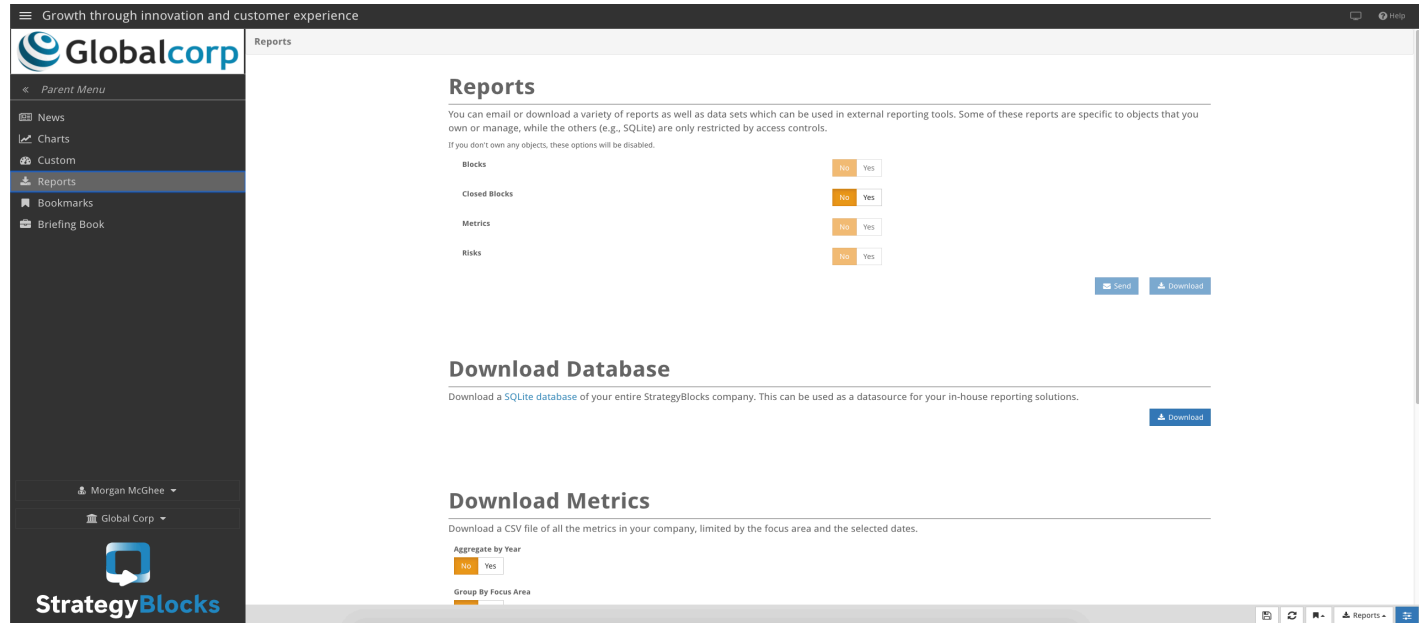 Growth through innovation and customer experience
Help
Globalcorp
Reports
« Parent Menu
News
Charts
Custom
Reports
Bookmarks
Briefing Book
Morgan McGhee
Global Corp
StrategyBlocks
Reports
You can email or download a variety of reports as well as data sets which can be used in external reporting tools. Some of these reports are specific to objects that you
own or manage, while the others (e.g., SQLite) are only restricted by access controls.
If you don't own any objects, these options will be disabled.
Blocks No Yes
Closed Blocks No Yes
Metrics No Yes
Risks No Yes
Send Download
Download Database
Download a SQLite database of your entire StrategyBlocks company. This can be used as a datasource for your in-house reporting solutions.
Download
Download Metrics
Download a CSV file of all the metrics in your company, limited by the focus area and the selected dates.
Aggregate by Year
No Yes
Group By Focus Area
Reports